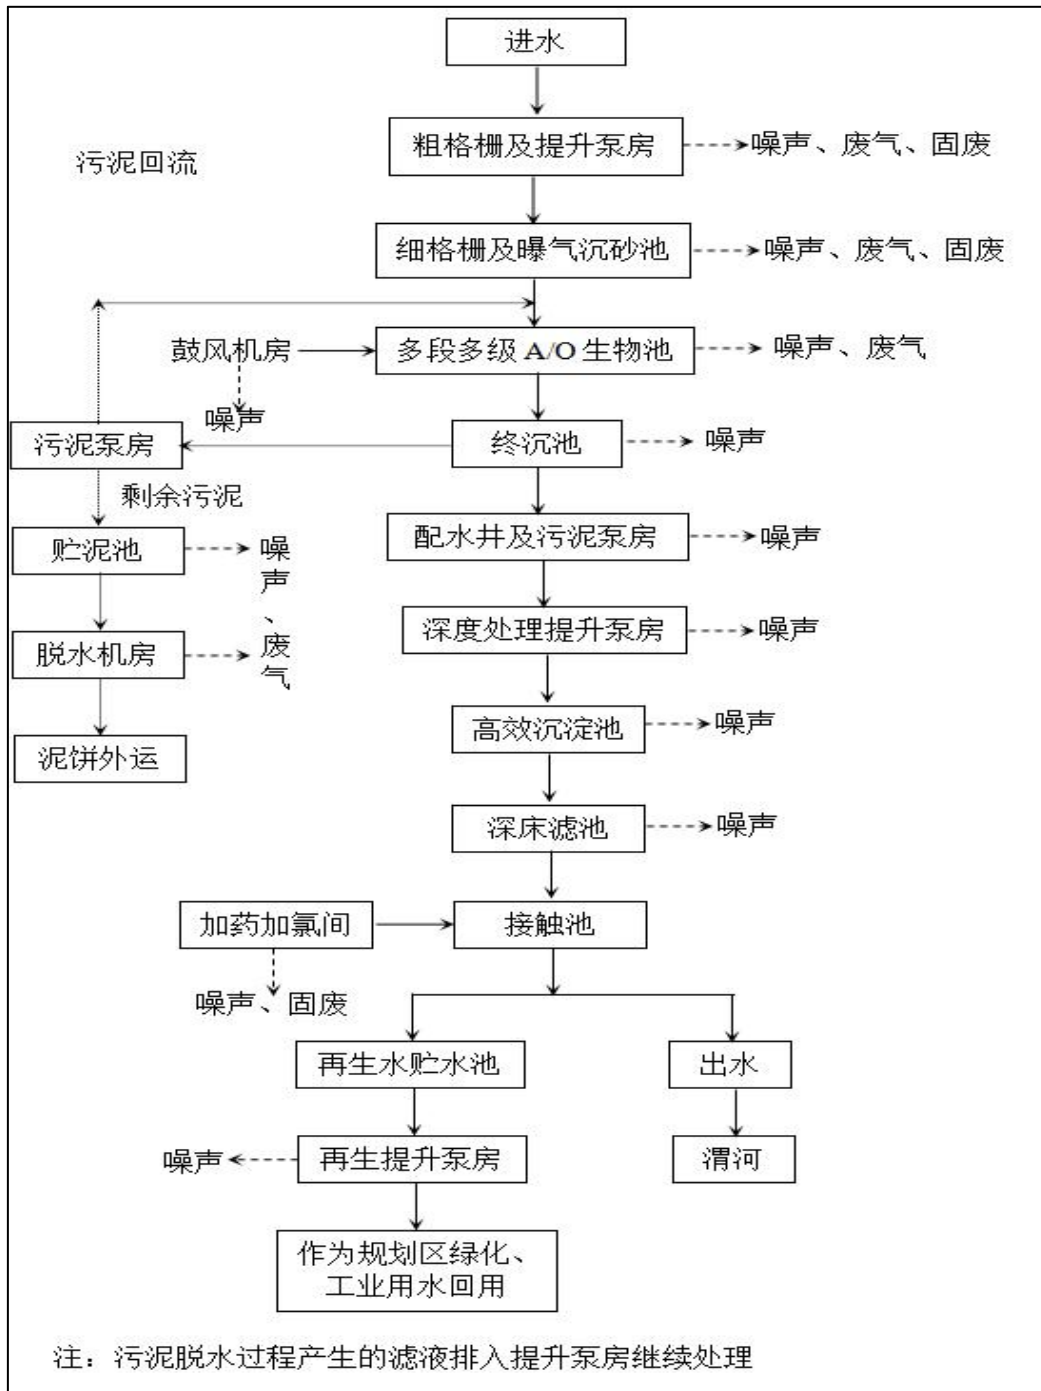 进水
粗格栅及提升泵房
噪声、废气、固废
污泥回流
细格栅及曝气沉砂池
噪声、废气、固废
鼓风机房
多段多级 A/O 生物池
噪声、废气
噪声
污泥泵房
终沉池
噪声
剩余污泥
配水井及污泥泵房
噪声
贮泥池
噪
声
、
废
气
深度处理提升泵房
噪声
脱水机房
高效沉淀池
噪声
泥饼外运
深床滤池
噪声
加药加氯间
接触池
噪声、固废
再生水贮水池
出水
噪声
再生提升泵房
渭河
作为规划区绿化、
工业用水回用
注：污泥脱水过程产生的滤液排入提升泵房继续处理